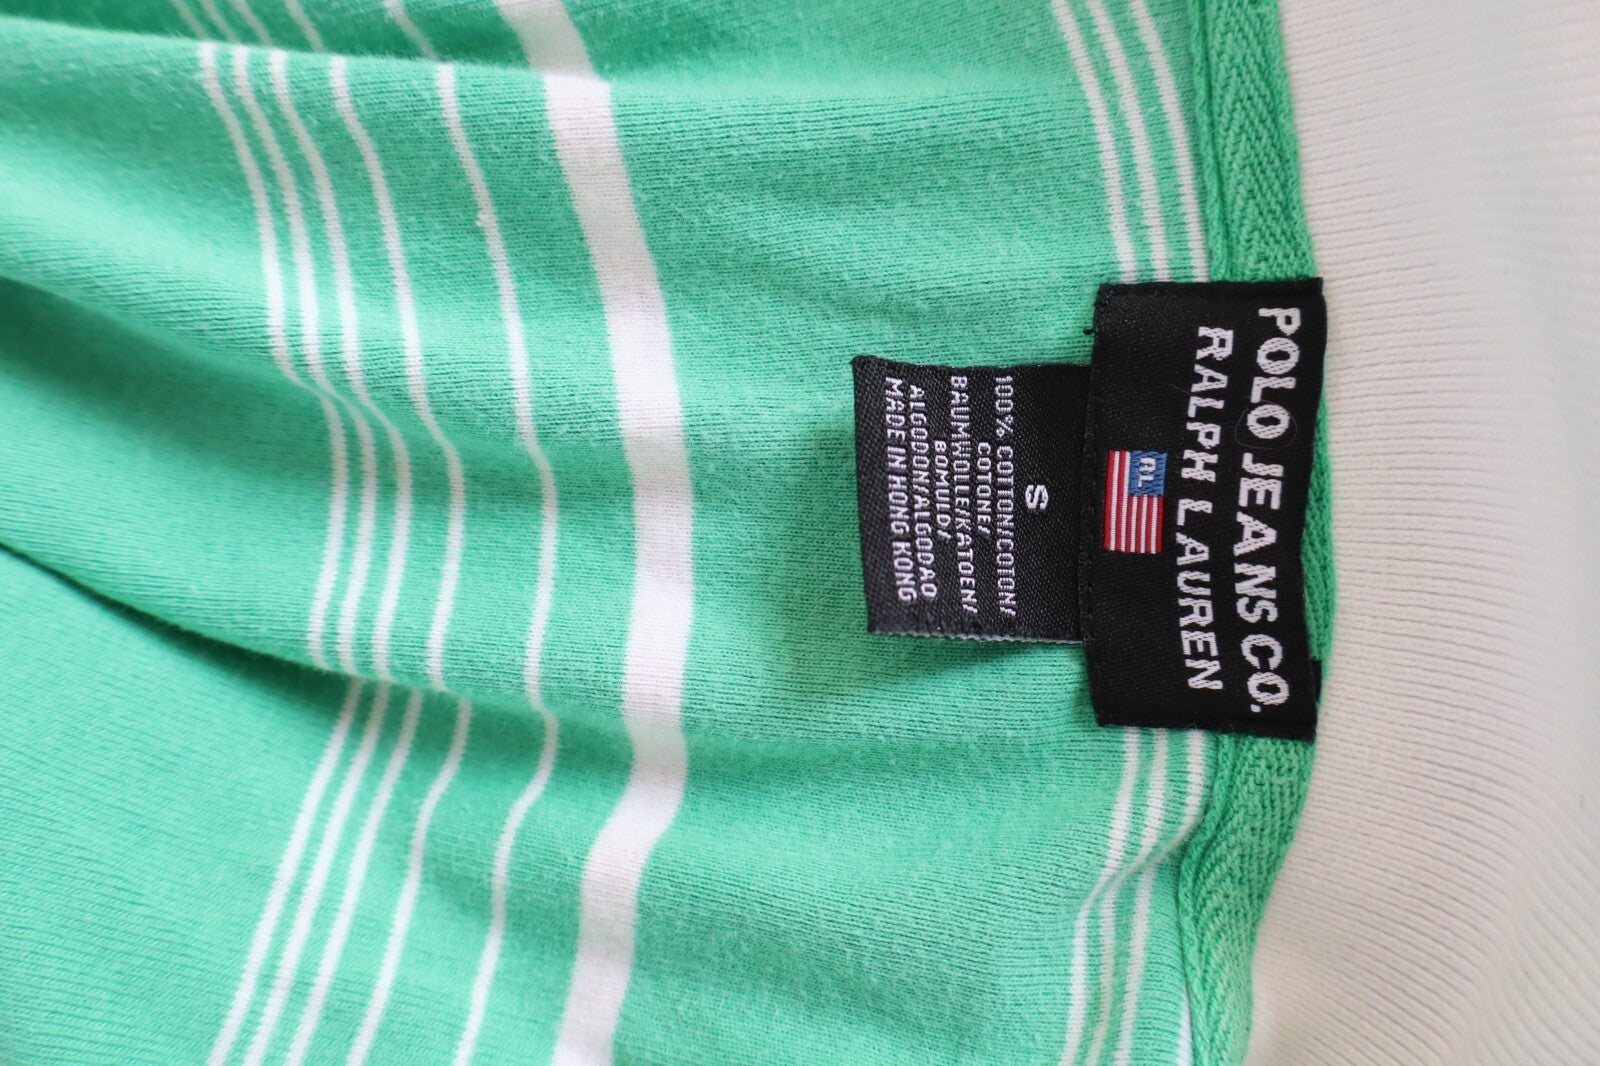 POLO JEANS CO.
RALPH LAUREN
RL
S
100% COTTON/COTON/
COTONE/
BAUMWOLLE/KATOEN/
BOMULD/
ALGODON/ALGODAO
MADE IN HONG KONG